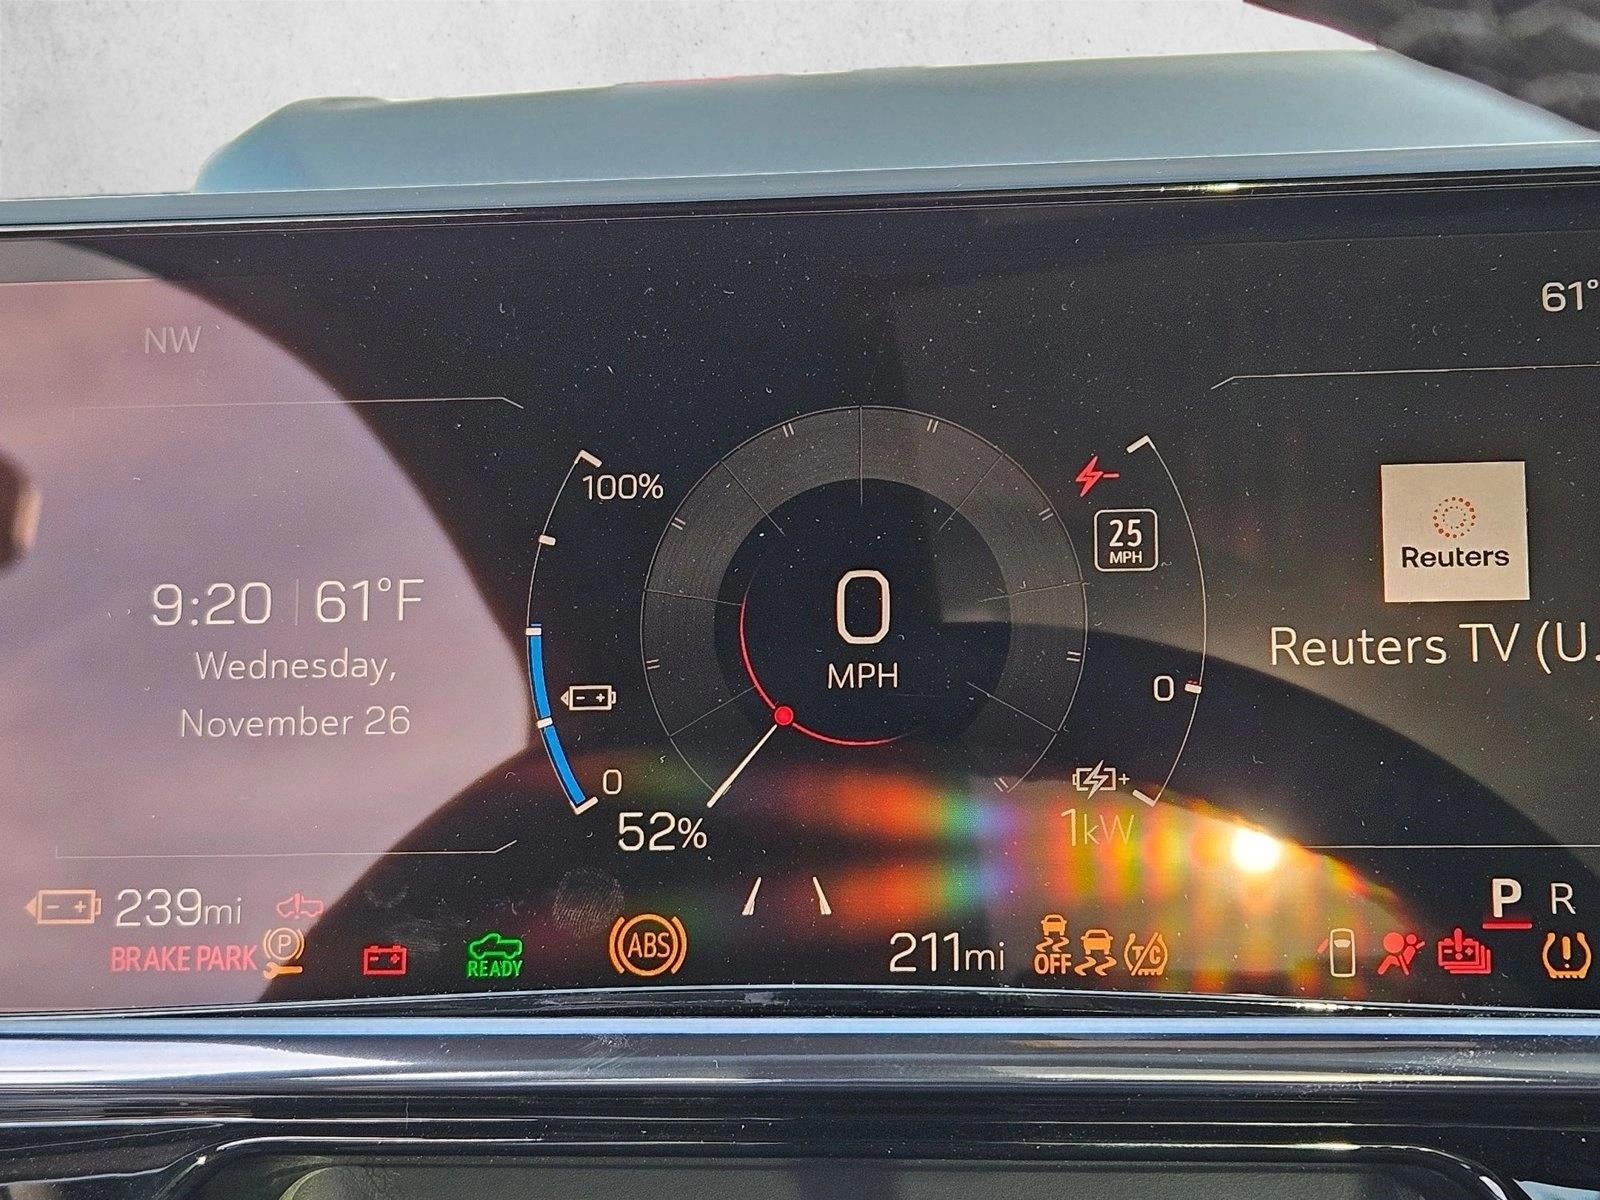 61°
NW
100%
25
MPH
Reuters
0
9:20 61°F
MPH
Reuters TV (U.
Wednesday,
0
November 26
0
52%
1kW
239mi
P R
BRAKE PARK
P
READY
ABS
211mi
OFF
T/C